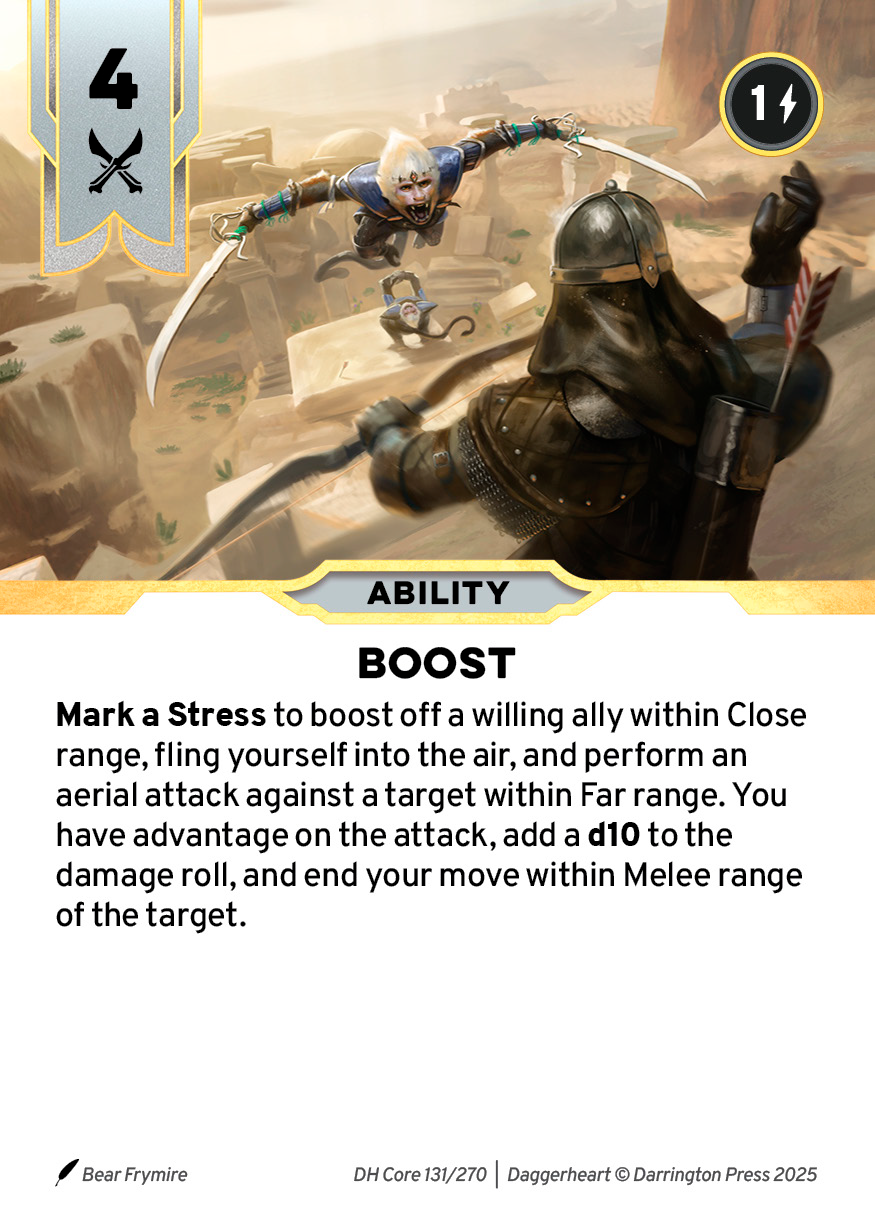 4
1
ABILITY
BOOST
Mark a Stress to boost off a willing ally within Close
range, fling yourself into the air, and perform an
aerial attack against a target within Far range. You
have advantage on the attack, add a d10 to the
damage roll, and end your move within Melee range
of the target.
Bear Frymire
DH Core 131/270 | Daggerheart © Darrington Press 2025